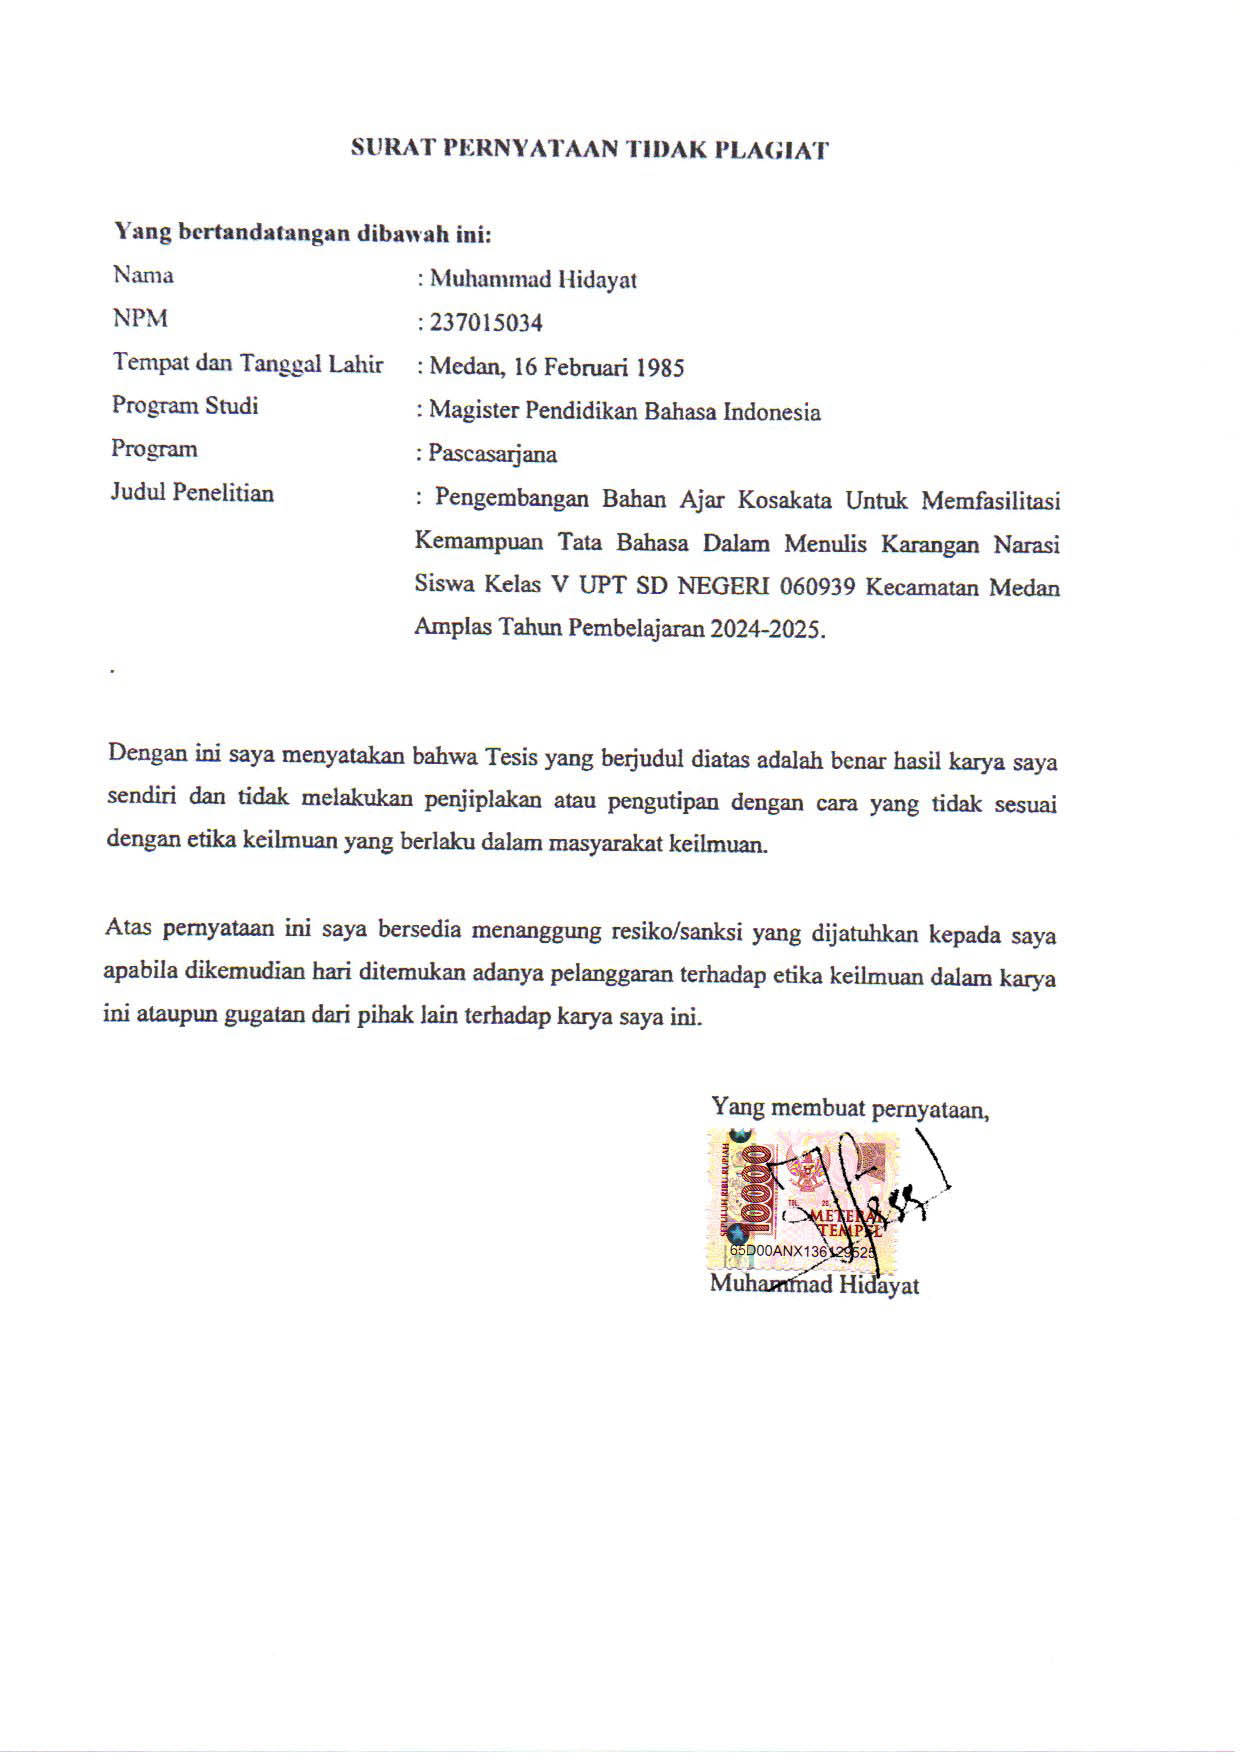 SURAT PERNYATAAN TIDAK PLAGIAT
Yang bertandatangan dibawah ini:
Nama : Muhammad Hidayat
NPM : 237015034
Tempat dan Tanggal Lahir : Medan, 16 Februari 1985
Program Studi : Magister Pendidikan Bahasa Indonesia
Program : Pascasarjana
Judul Penelitian : Pengembangan Bahan Ajar Kosakata Untuk Memfasilitasi
Kemampuan Tata Bahasa Dalam Menulis Karangan Narasi
Siswa Kelas V UPT SD NEGERI 060939 Kecamatan Medan
Amplas Tahun Pembelajaran 2024-2025.
.
Dengan ini saya menyatakan bahwa Tesis yang berjudul diatas adalah benar hasil karya saya
sendiri dan tidak melakukan penjiplakan atau pengutipan dengan cara yang tidak sesuai
dengan etika keilmuan yang berlaku dalam masyarakat keilmuan.
Atas pernyataan ini saya bersedia menanggung resiko/sanksi yang dijatuhkan kepada saya
apabila dikemudian hari ditemukan adanya pelanggaran terhadap etika keilmuan dalam karya
ini ataupun gugatan dari pihak lain terhadap karya saya ini.
Yang membuat pernyataan,
SEPULUH RIBU RUPIAH
10000
TGL. 20
METERAI
TEMPEL
65D00ANX136129525
Muhammad Hidayat